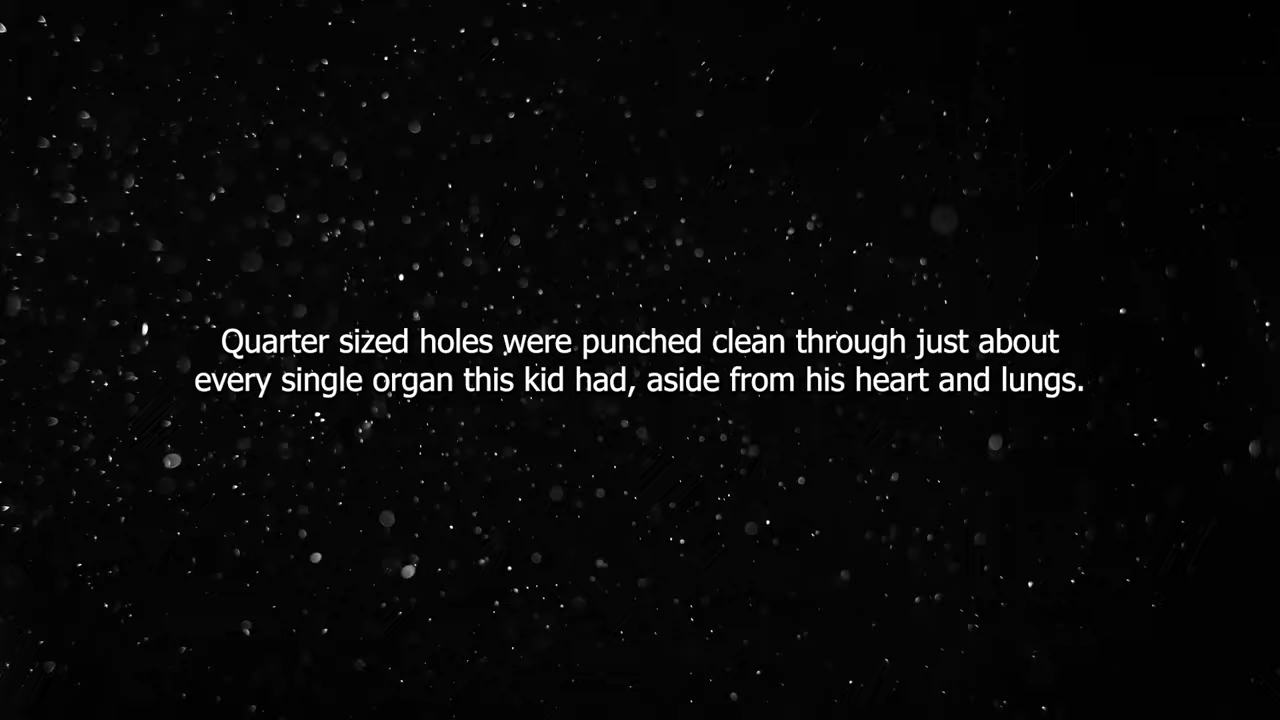 Quarter sized holes were punched clean through just about
every single organ this kid had, aside from his heart and lungs.